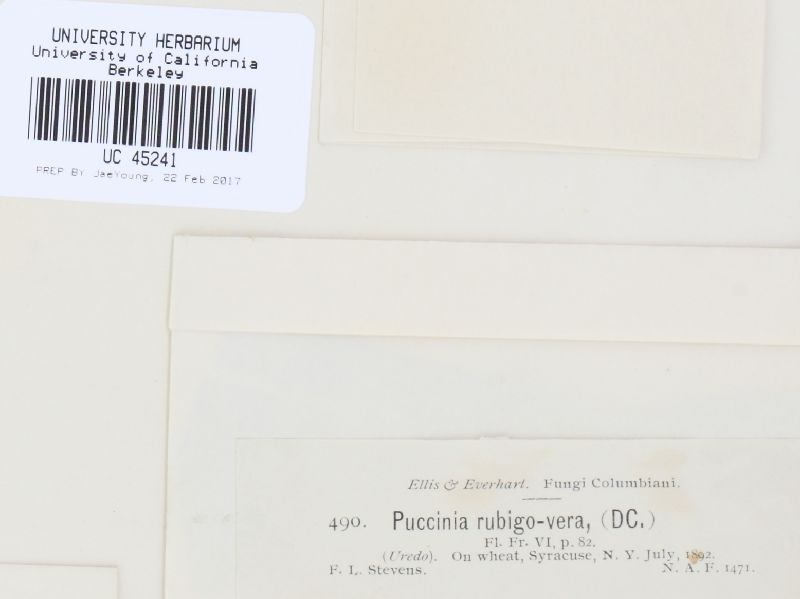 UNIVERSITY HERBARIUM
University of California
Berkeley
UC 45241
PREP BY JaeYoung, 22 Feb 2017
Ellis & Everhart. Fungi Columbiani.
490. Puccinia rubigo-vera, (DC.)
Fl. Fr. VI, p. 82.
(Uredo). On wheat, Syracuse, N. Y. July, 1892.
F. L. Stevens. N. A. F. 1471.